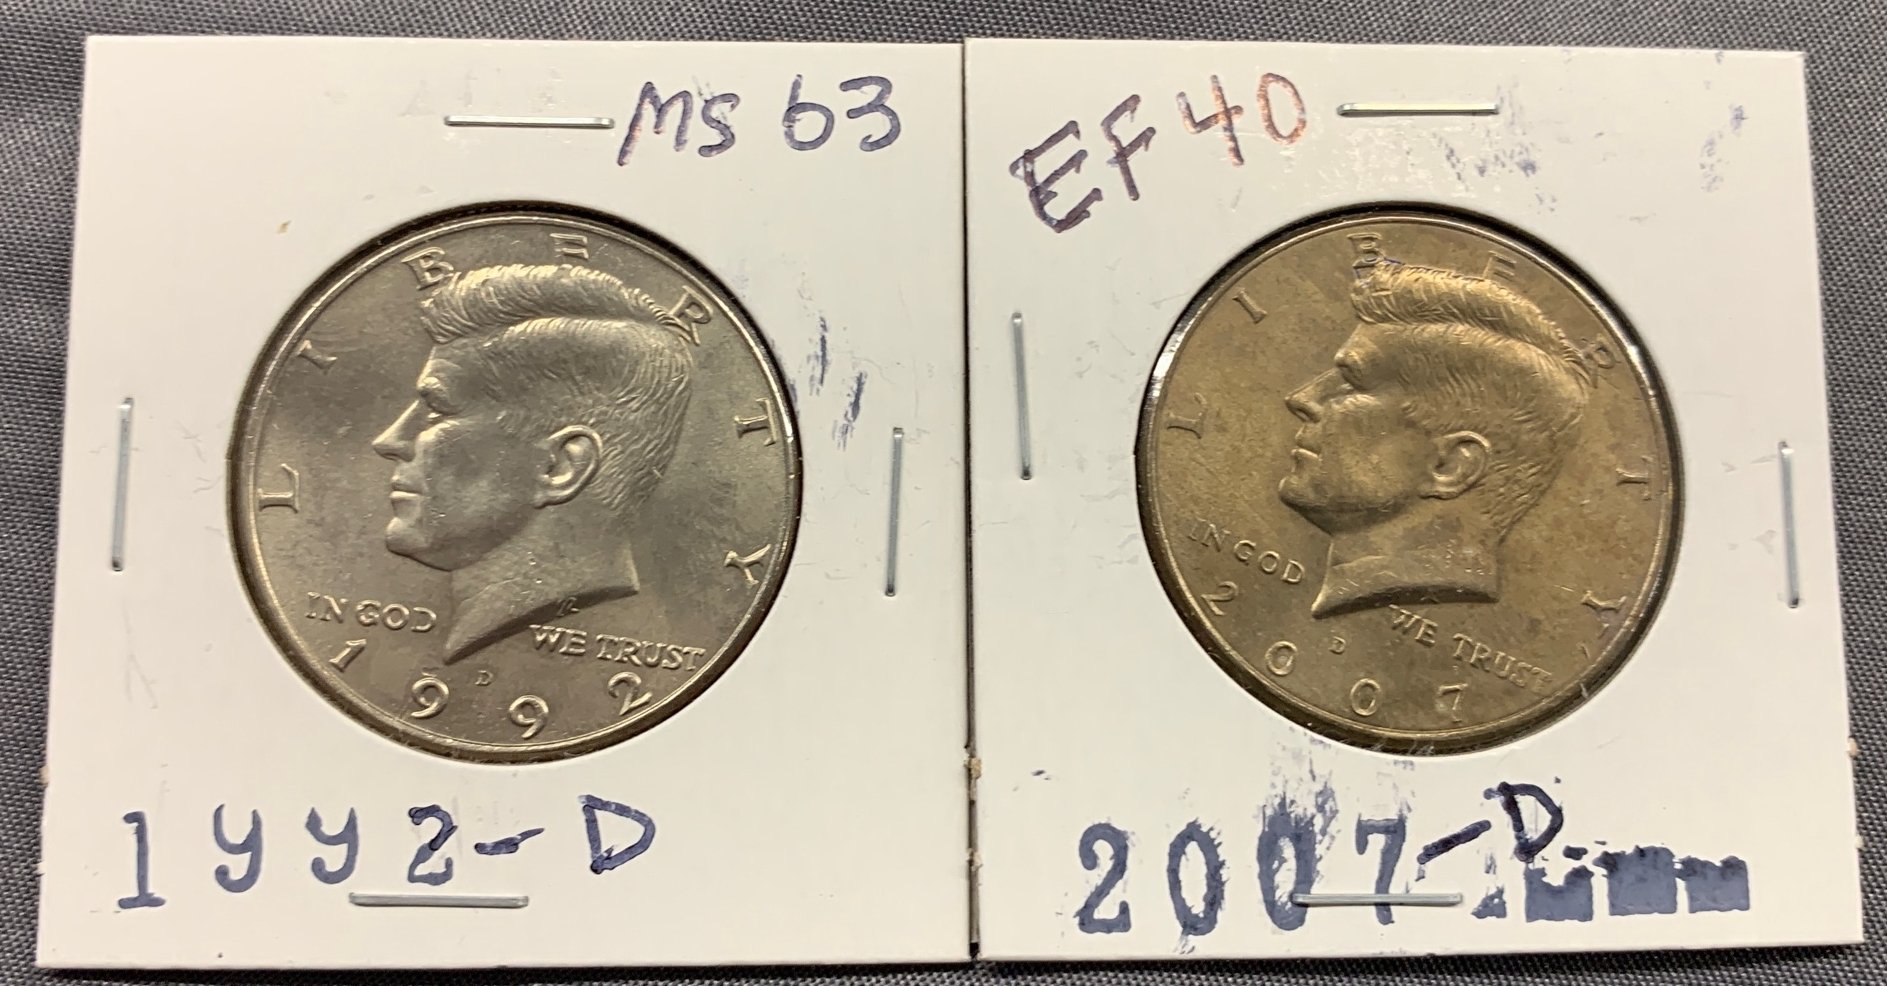 MS 63
LIBERTY
IN GOD WE TRUST
D
1992
1992-D
EF 40
LIBERTY
IN GOD WE TRUST
D
2007
2007-D